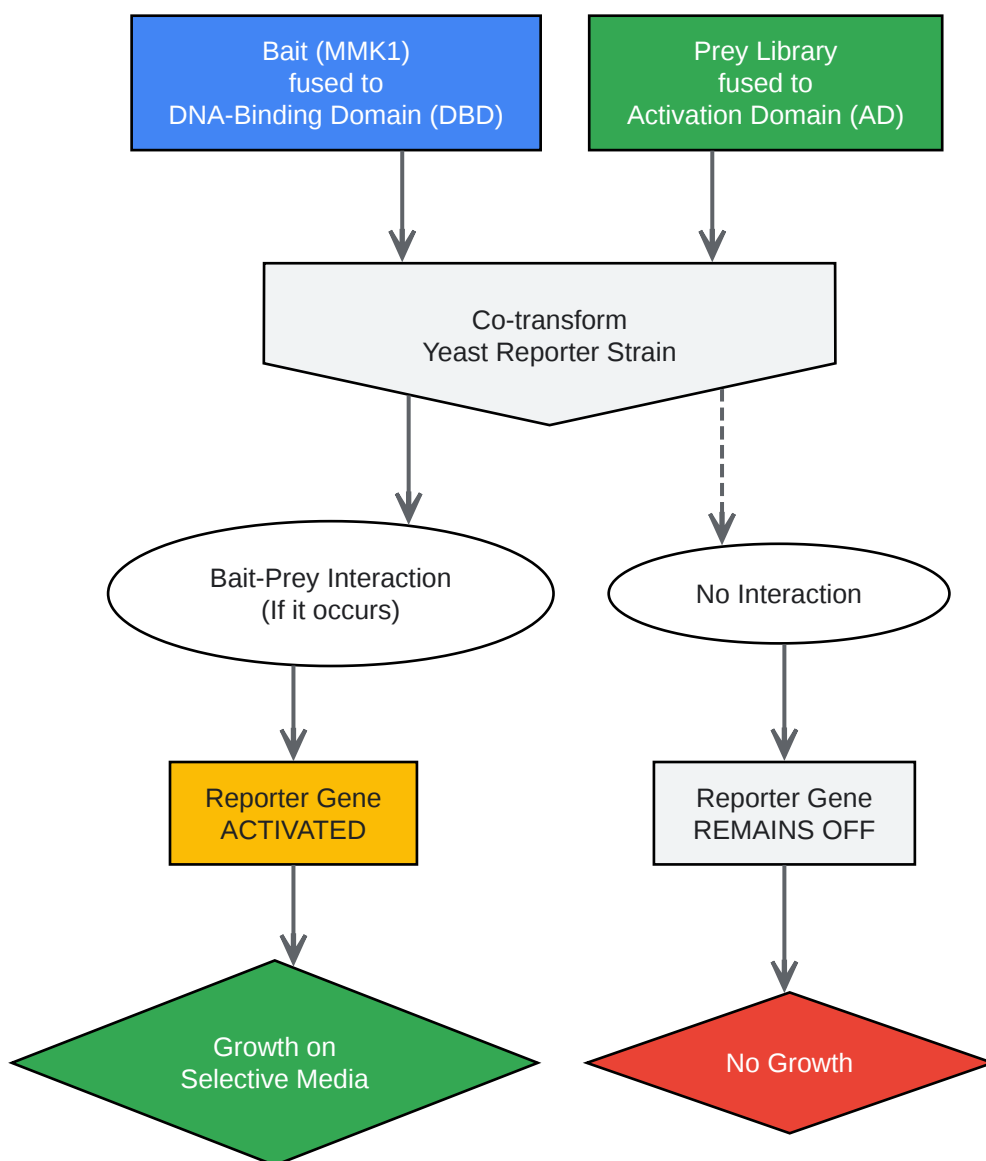 Bait (MMK1)
fused to
DNA-Binding Domain (DBD)
Prey Library
fused to
Activation Domain (AD)
Co-transform
Yeast Reporter Strain
Bait-Prey Interaction
(If it occurs)
No Interaction
Reporter Gene
ACTIVATED
Reporter Gene
REMAINS OFF
Growth on
Selective Media
No Growth